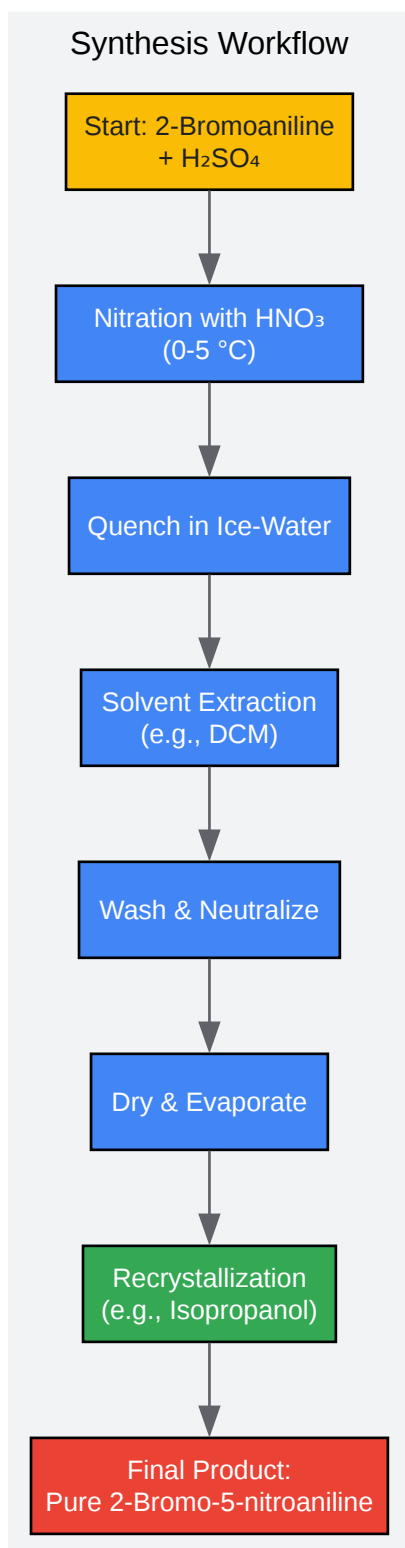 Synthesis Workflow
Start: 2-Bromoaniline
+ H₂SO₄
Nitration with HNO₃
(0-5 °C)
Quench in Ice-Water
Solvent Extraction
(e.g., DCM)
Wash & Neutralize
Dry & Evaporate
Recrystallization
(e.g., Isopropanol)
Final Product:
Pure 2-Bromo-5-nitroaniline